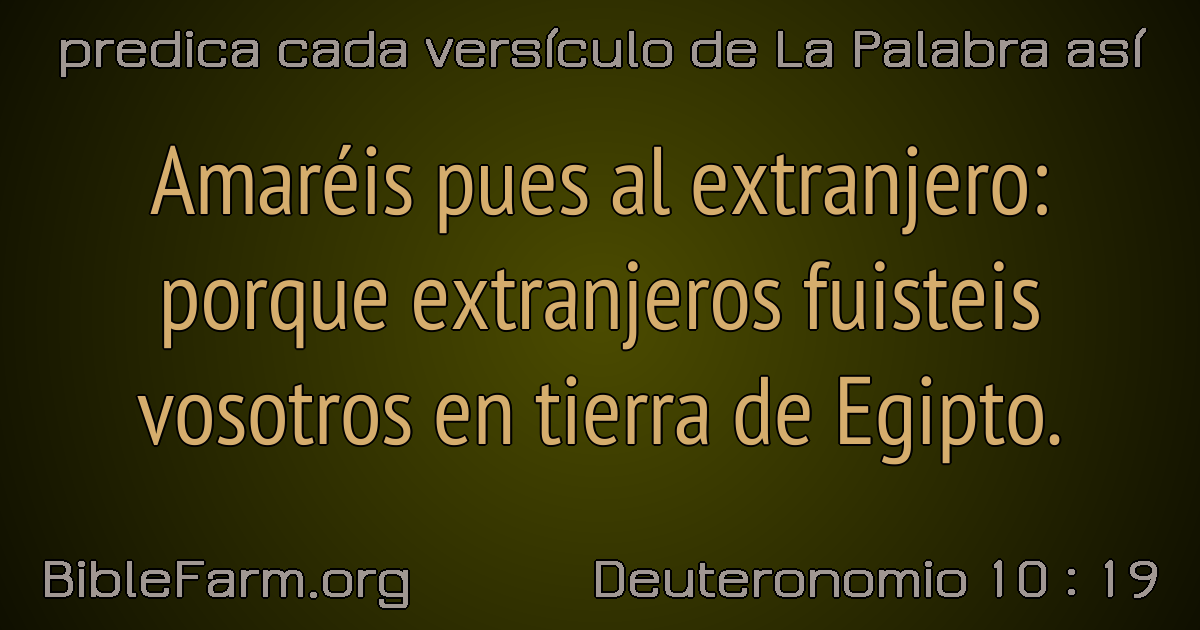 predica cada versículo de La Palabra así
Amaréis pues al extranjero:
porque extranjeros fuisteis
vosotros en tierra de Egipto.
BibleFarm.org
Deuteronomio 10 : 19